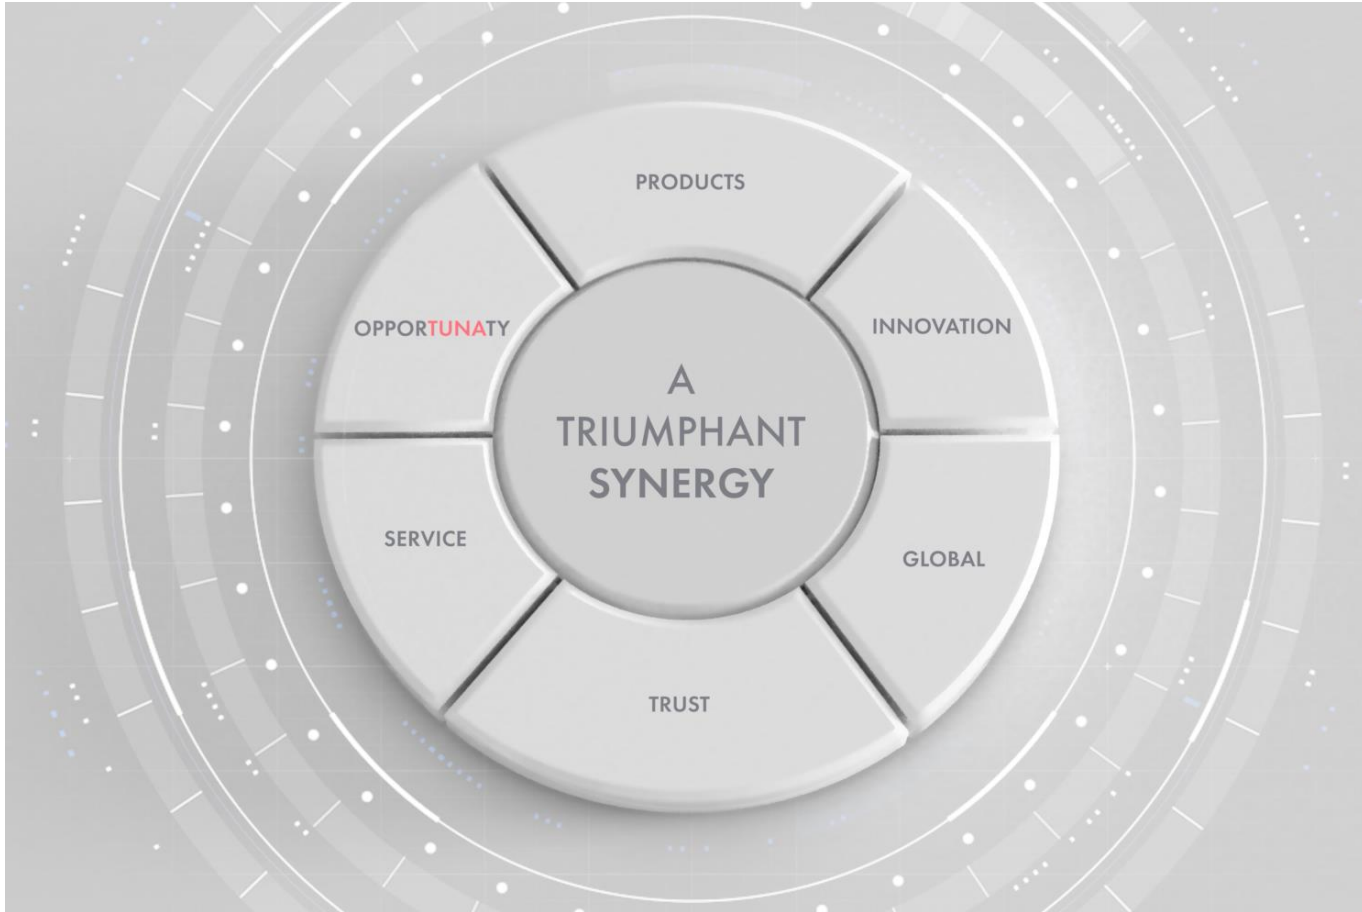 PRODUCTS
OPPORTUNATY
INNOVATION
A
TRIUMPHANT
SYNERGY
SERVICE
GLOBAL
TRUST